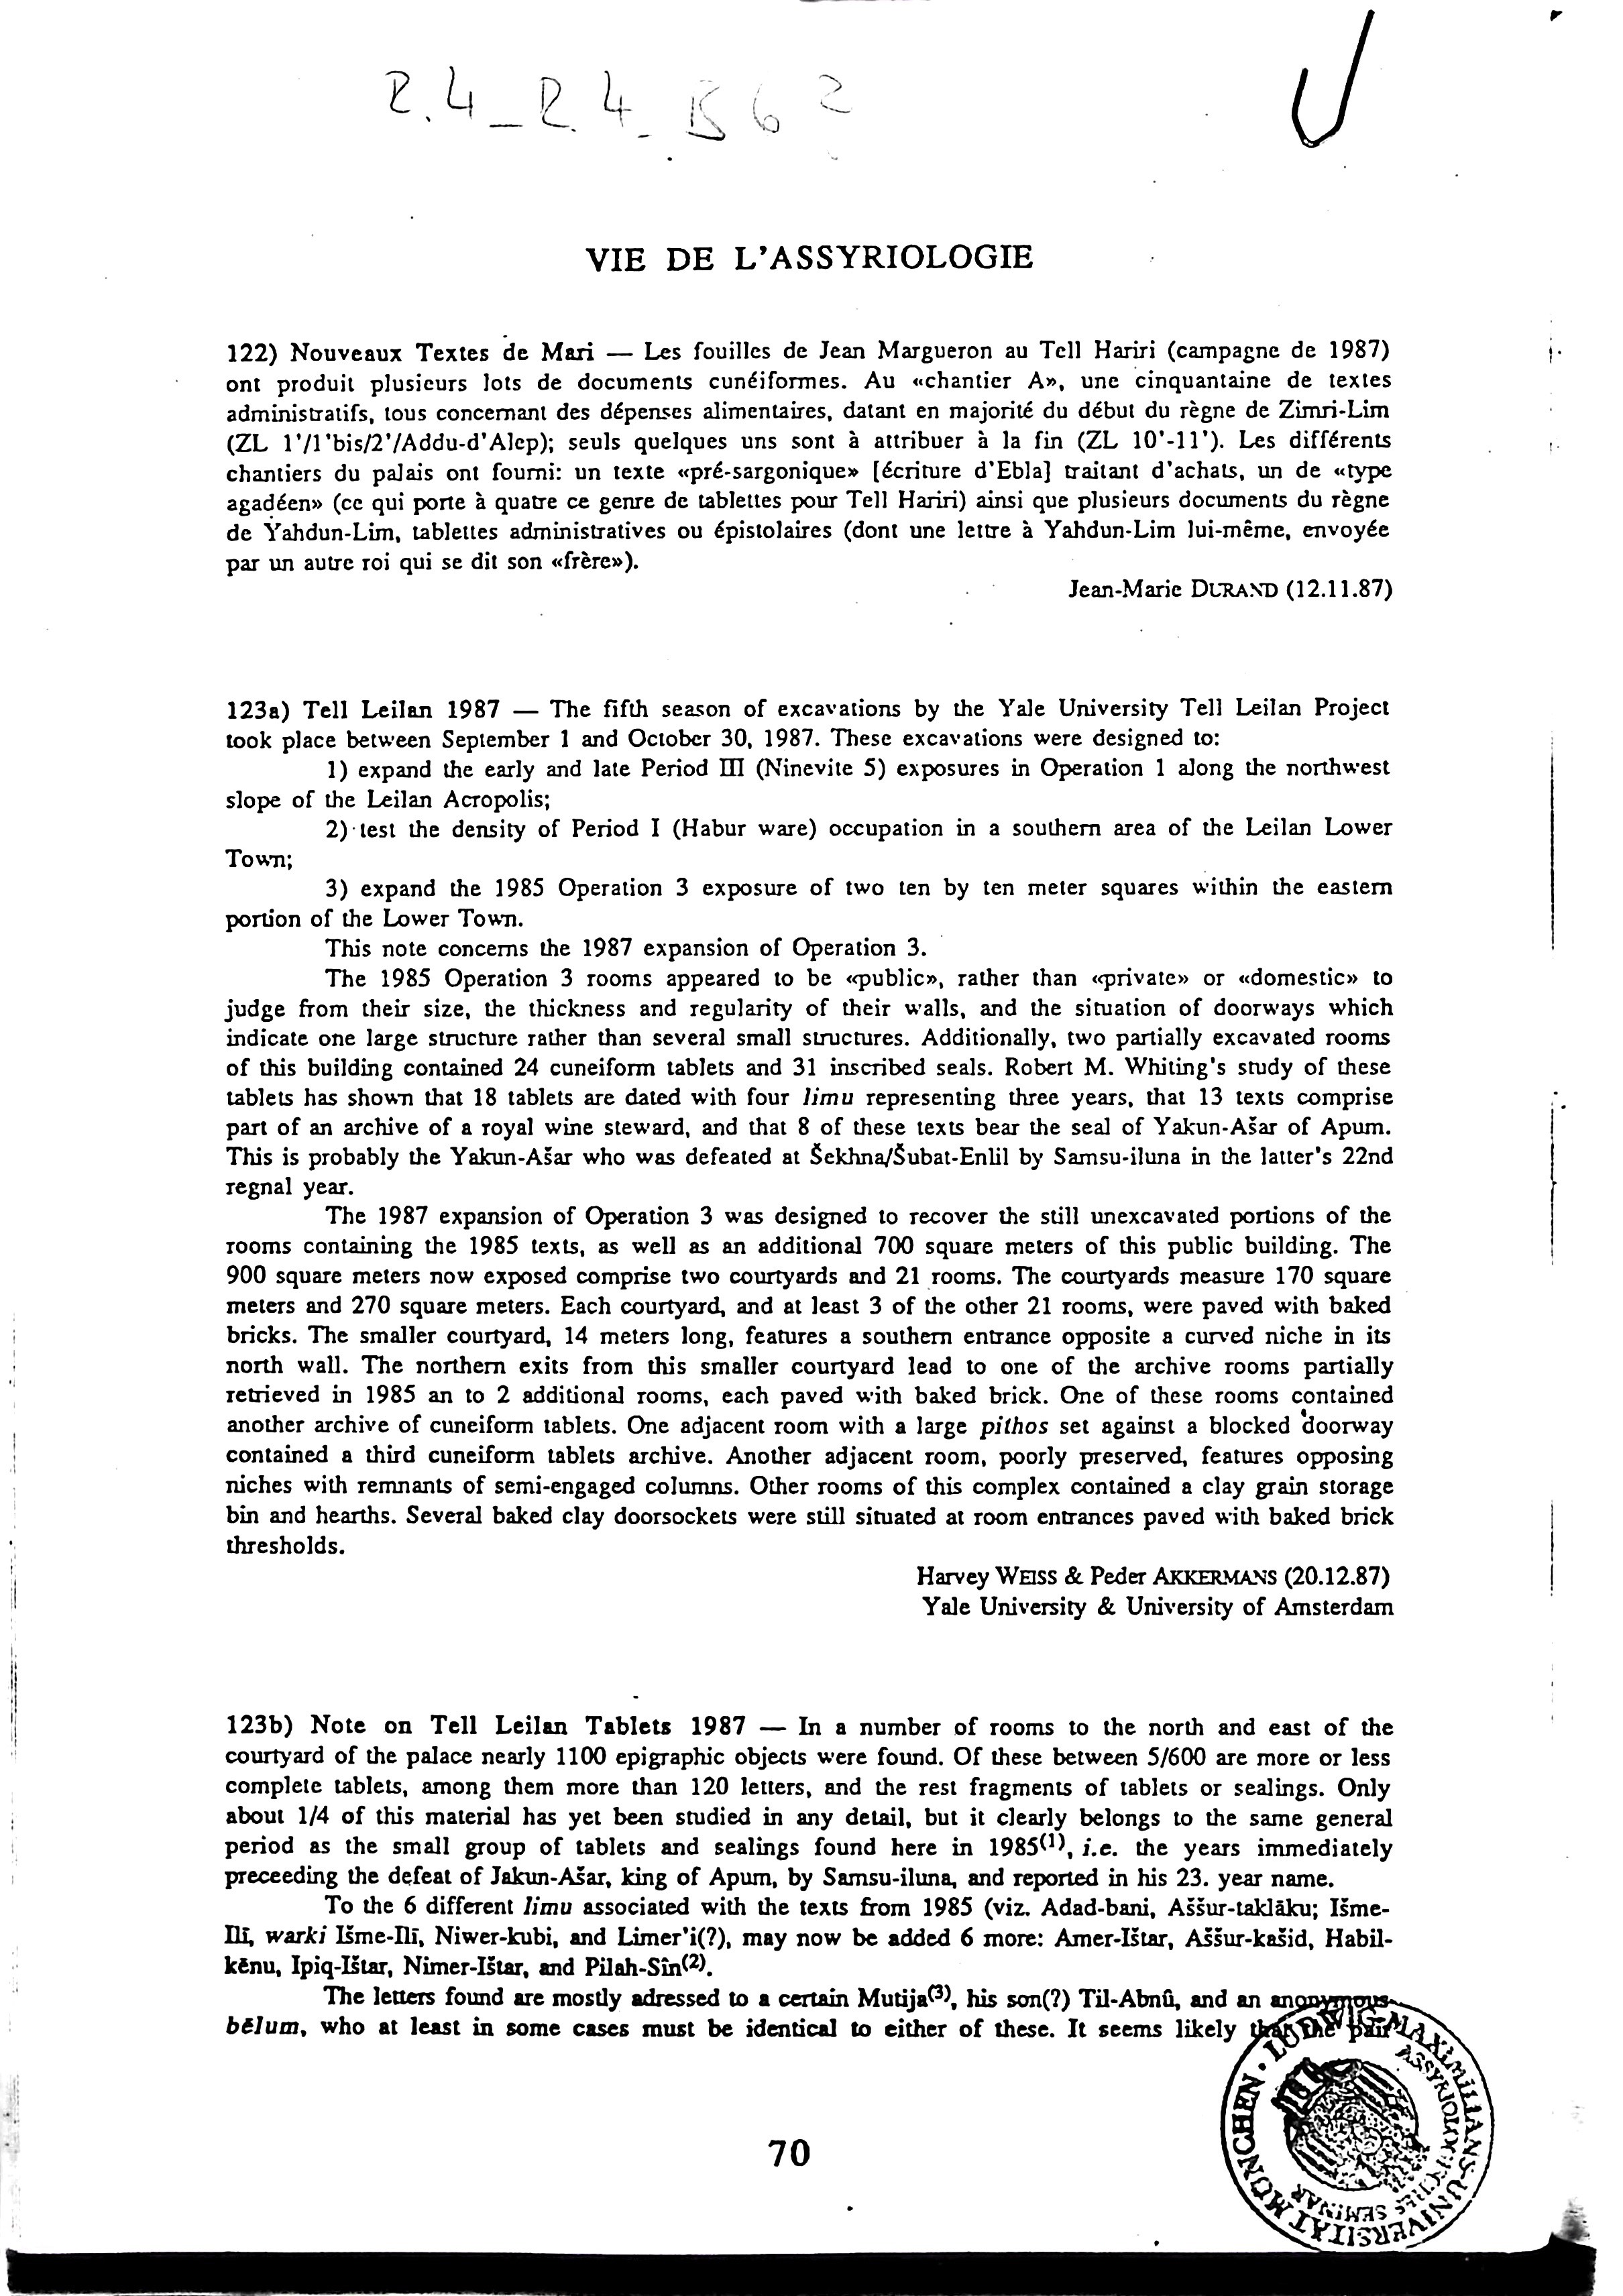 2.4_2.4_B62
VIE DE L'ASSYRIOLOGIE
122) Nouveaux Textes de Mari — Les fouilles de Jean Margueron au Tell Hariri (campagne de 1987)
ont produit plusieurs lots de documents cunéiformes. Au «chantier A», une cinquantaine de textes
administratifs, tous concernant des dépenses alimentaires, datant en majorité du début du règne de Zimri-Lim
(ZL 1'/1'bis/2'/Addu-d'Alep); seuls quelques uns sont à attribuer à la fin (ZL 10'-11'). Les différents
chantiers du palais ont fourni: un texte «pré-sargonique» [écriture d'Ebla] traitant d'achats, un de «type
agadéen» (ce qui porte à quatre ce genre de tablettes pour Tell Hariri) ainsi que plusieurs documents du règne
de Yahdun-Lim, tablettes administratives ou épistolaires (dont une lettre à Yahdun-Lim lui-même, envoyée
par un autre roi qui se dit son «frère»).
Jean-Marie DURAND (12.11.87)
123a) Tell Leilan 1987 — The fifth season of excavations by the Yale University Tell Leilan Project
took place between September 1 and October 30, 1987. These excavations were designed to:
1) expand the early and late Period III (Ninevite 5) exposures in Operation 1 along the northwest
slope of the Leilan Acropolis;
2) test the density of Period I (Habur ware) occupation in a southern area of the Leilan Lower
Town;
3) expand the 1985 Operation 3 exposure of two ten by ten meter squares within the eastern
portion of the Lower Town.
This note concerns the 1987 expansion of Operation 3.
The 1985 Operation 3 rooms appeared to be «public», rather than «private» or «domestic» to
judge from their size, the thickness and regularity of their walls, and the situation of doorways which
indicate one large structure rather than several small structures. Additionally, two partially excavated rooms
of this building contained 24 cuneiform tablets and 31 inscribed seals. Robert M. Whiting's study of these
tablets has shown that 18 tablets are dated with four limu representing three years, that 13 texts comprise
part of an archive of a royal wine steward, and that 8 of these texts bear the seal of Yakun-Ašar of Apum.
This is probably the Yakun-Ašar who was defeated at Šekhna/Šubat-Enlil by Samsu-iluna in the latter's 22nd
regnal year.
The 1987 expansion of Operation 3 was designed to recover the still unexcavated portions of the
rooms containing the 1985 texts, as well as an additional 700 square meters of this public building. The
900 square meters now exposed comprise two courtyards and 21 rooms. The courtyards measure 170 square
meters and 270 square meters. Each courtyard, and at least 3 of the other 21 rooms, were paved with baked
bricks. The smaller courtyard, 14 meters long, features a southern entrance opposite a curved niche in its
north wall. The northern exits from this smaller courtyard lead to one of the archive rooms partially
retrieved in 1985 an to 2 additional rooms, each paved with baked brick. One of these rooms contained
another archive of cuneiform tablets. One adjacent room with a large pithos set against a blocked doorway
contained a third cuneiform tablets archive. Another adjacent room, poorly preserved, features opposing
niches with remnants of semi-engaged columns. Other rooms of this complex contained a clay grain storage
bin and hearths. Several baked clay doorsockets were still situated at room entrances paved with baked brick
thresholds.
Harvey WEISS & Peder AKKERMANS (20.12.87)
Yale University & University of Amsterdam
123b) Note on Tell Leilan Tablets 1987 — In a number of rooms to the north and east of the
courtyard of the palace nearly 1100 epigraphic objects were found. Of these between 5/600 are more or less
complete tablets, among them more than 120 letters, and the rest fragments of tablets or sealings. Only
about 1/4 of this material has yet been studied in any detail, but it clearly belongs to the same general
period as the small group of tablets and sealings found here in 1985(1), i.e. the years immediately
preceeding the defeat of Jakun-Ašar, king of Apum, by Samsu-iluna, and reported in his 23. year name.
To the 6 different limu associated with the texts from 1985 (viz. Adad-bani, Aššur-taklāku; Išme-
Ilī, warki Išme-Ilī, Niwer-kubi, and Limer'i(?), may now be added 6 more: Amer-Ištar, Aššur-kašid, Habil-
kēnu, Ipiq-Ištar, Nimer-Ištar, and Pilah-Sîn(2).
The letters found are mostly adressed to a certain Mutija(3), his son(?) Til-Abnû, and an anonymous
bēlum, who at least in some cases must be identical to either of these. It seems likely that the pair
70
LUDWIG-MAXIMILIANS-UNIVERSITÄT MÜNCHEN
ASSYRIOLOGISCHES SEMINAR